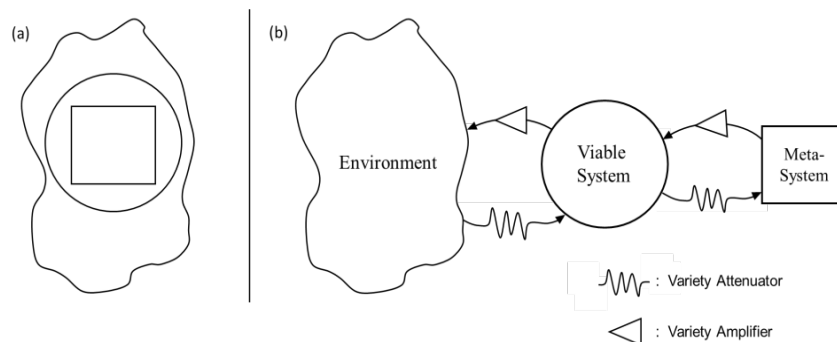 (a)
(b)
Environment
Viable
System
Meta-
System
: Variety Attenuator
: Variety Amplifier